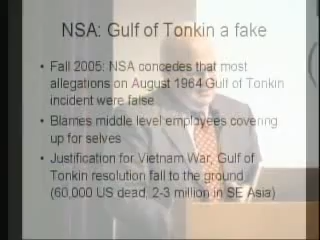 NSA: Gulf of Tonkin a fake
• Fall 2005: NSA concedes that most
allegations on August 1964 Gulf of Tonkin
incident were false
• Blames middle level employees covering
up for selves
• Justification for Vietnam War, Gulf of
Tonkin resolution fall to the ground
(60,000 US dead, 2-3 million in SE Asia)